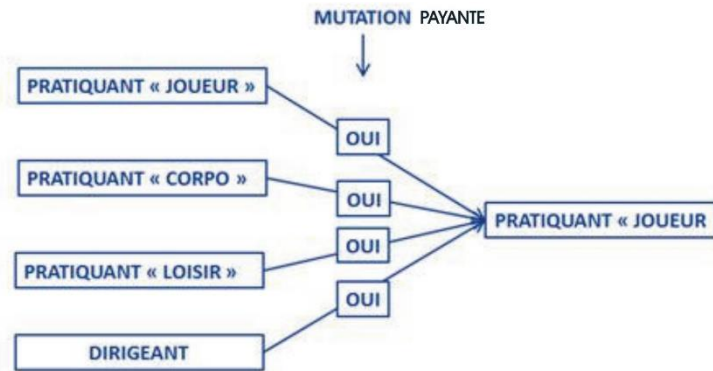 MUTATION PAYANTE
PRATIQUANT « JOUEUR »
OUI
PRATIQUANT « CORPO »
OUI
PRATIQUANT « JOUEUR
OUI
PRATIQUANT « LOISIR »
OUI
DIRIGEANT